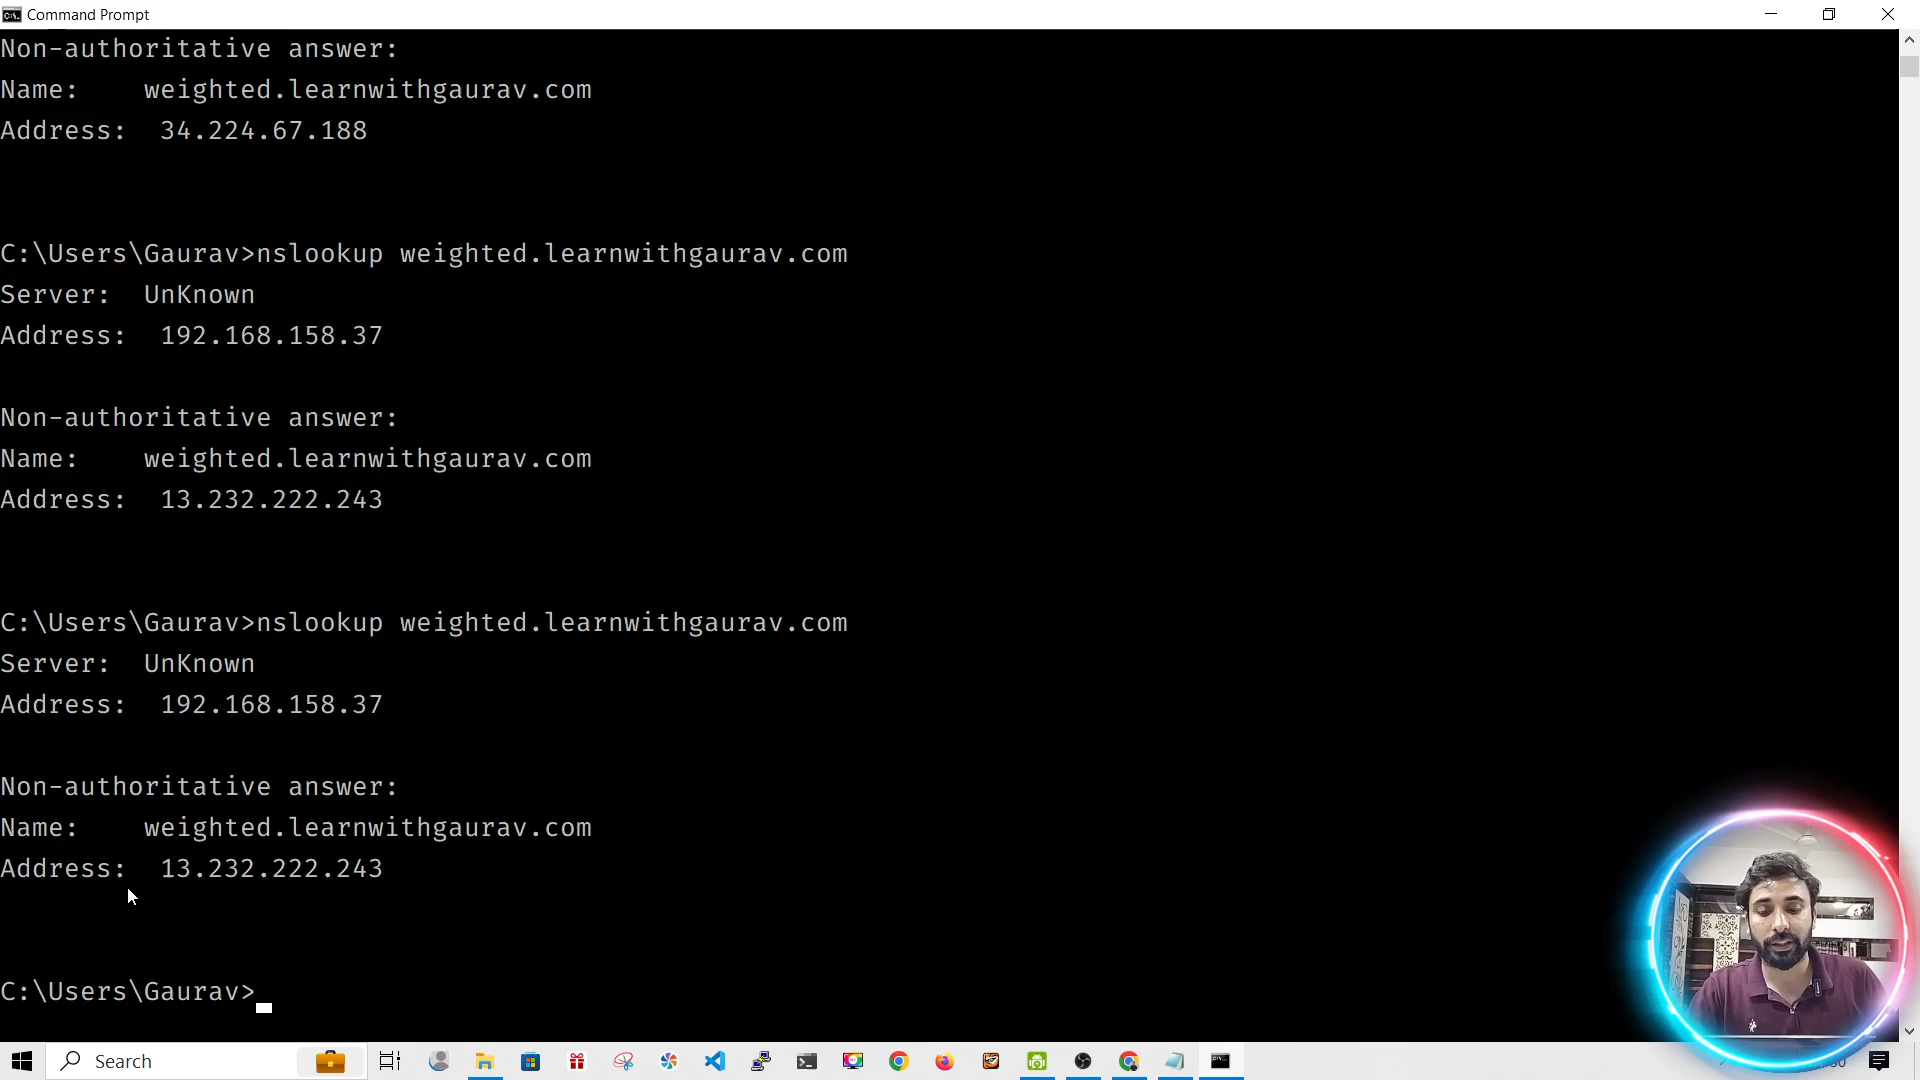 Command Prompt
Non-authoritative answer:
Name:    weighted.learnwithgaurav.com
Address:  34.224.67.188
C:\Users\Gaurav>nslookup weighted.learnwithgaurav.com
Server:  UnKnown
Address:  192.168.158.37
Non-authoritative answer:
Name:    weighted.learnwithgaurav.com
Address:  13.232.222.243
C:\Users\Gaurav>nslookup weighted.learnwithgaurav.com
Server:  UnKnown
Address:  192.168.158.37
Non-authoritative answer:
Name:    weighted.learnwithgaurav.com
Address:  13.232.222.243
C:\Users\Gaurav>
Search